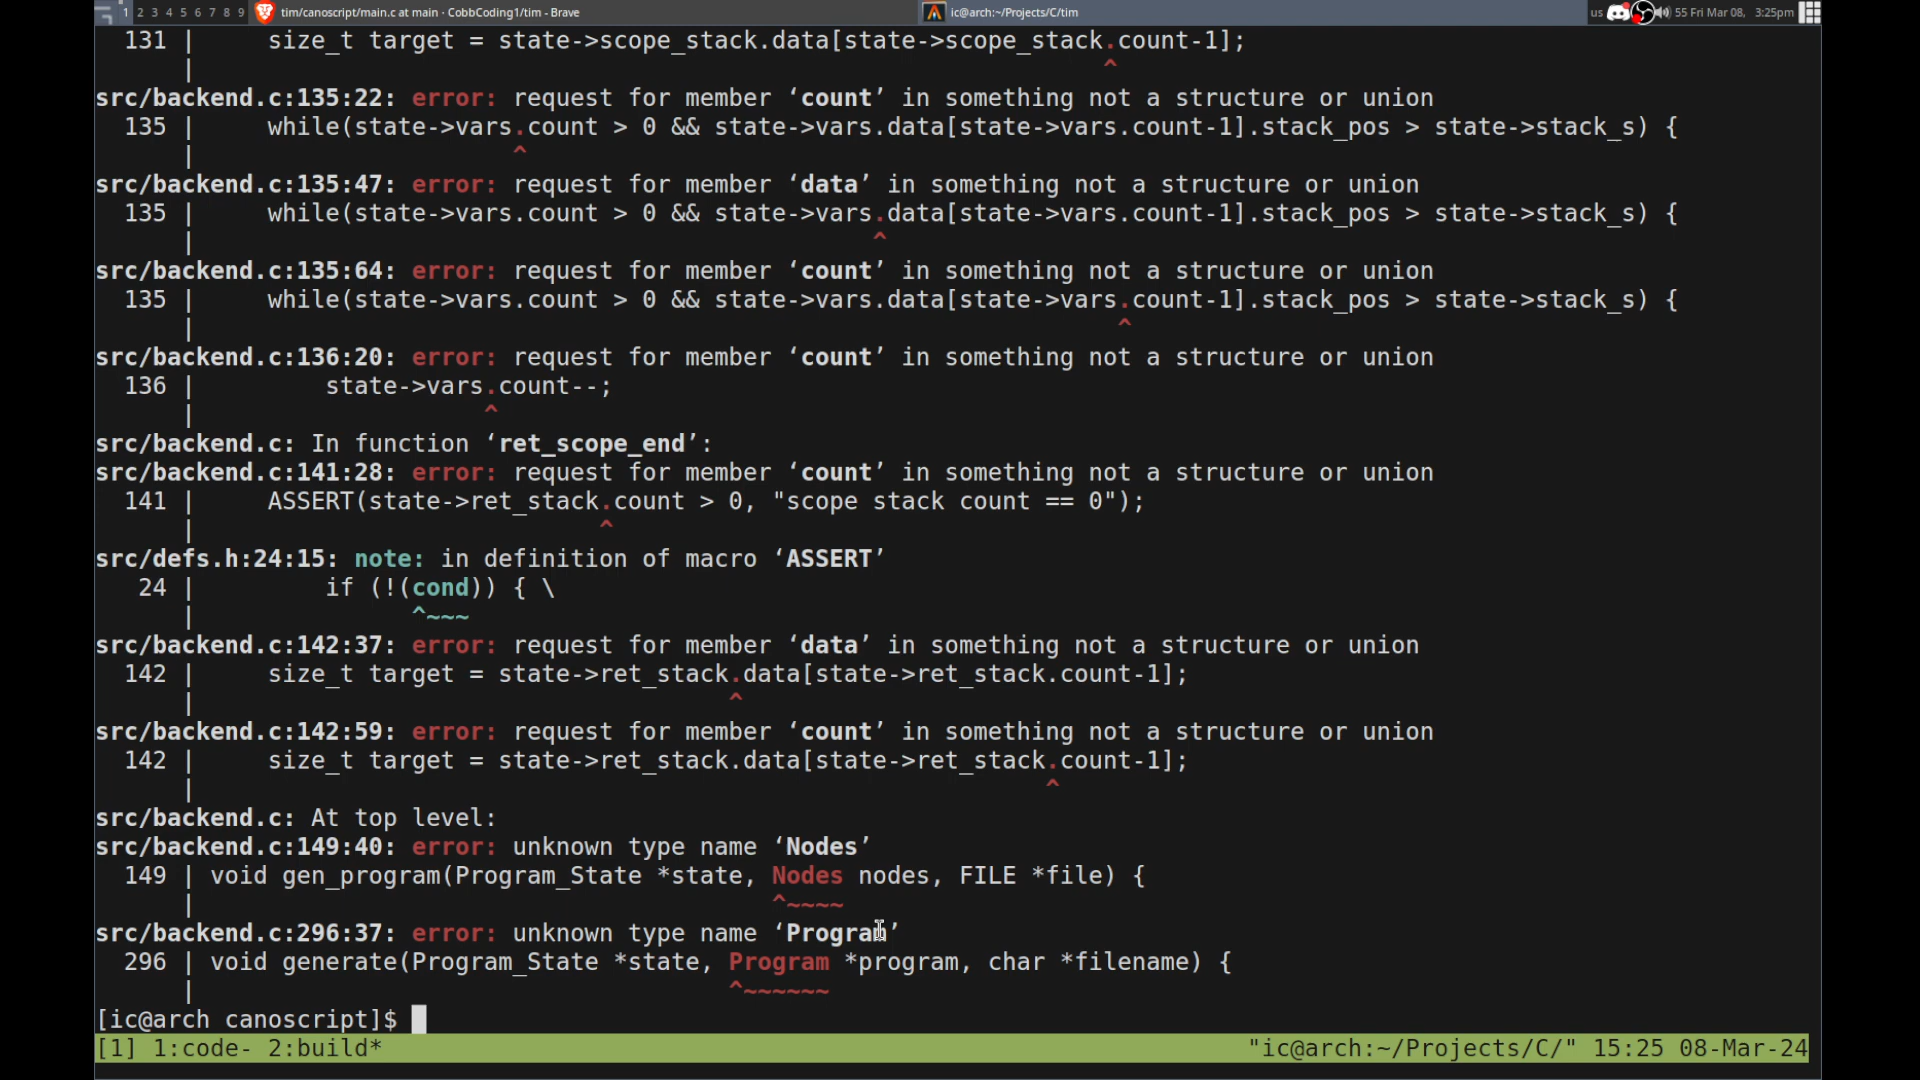 1 2 3 4 5 6 7 8 9 tim/canoscript/main.c at main · CobbCoding1/tim - Brave ic@arch:~/Projects/C/tim us 55 Fri Mar 08, 3:25pm
131 | size_t target = state->scope_stack.data[state->scope_stack.count-1];
| ^
src/backend.c:135:22: error: request for member ‘count’ in something not a structure or union
135 | while(state->vars.count > 0 && state->vars.data[state->vars.count-1].stack_pos > state->stack_s) {
| ^
src/backend.c:135:47: error: request for member ‘data’ in something not a structure or union
135 | while(state->vars.count > 0 && state->vars.data[state->vars.count-1].stack_pos > state->stack_s) {
| ^
src/backend.c:135:64: error: request for member ‘count’ in something not a structure or union
135 | while(state->vars.count > 0 && state->vars.data[state->vars.count-1].stack_pos > state->stack_s) {
| ^
src/backend.c:136:20: error: request for member ‘count’ in something not a structure or union
136 | state->vars.count--;
| ^
src/backend.c: In function ‘ret_scope_end’:
src/backend.c:141:28: error: request for member ‘count’ in something not a structure or union
141 | ASSERT(state->ret_stack.count > 0, "scope stack count == 0");
| ^
src/defs.h:24:15: note: in definition of macro ‘ASSERT’
24 | if (!(cond)) { \
| ^~~~
src/backend.c:142:37: error: request for member ‘data’ in something not a structure or union
142 | size_t target = state->ret_stack.data[state->ret_stack.count-1];
| ^
src/backend.c:142:59: error: request for member ‘count’ in something not a structure or union
142 | size_t target = state->ret_stack.data[state->ret_stack.count-1];
| ^
src/backend.c: At top level:
src/backend.c:149:40: error: unknown type name ‘Nodes’
149 | void gen_program(Program_State *state, Nodes nodes, FILE *file) {
| ^~~~~
src/backend.c:296:37: error: unknown type name ‘Program’
296 | void generate(Program_State *state, Program *program, char *filename) {
| ^~~~~~~
[ic@arch canoscript]$
[1] 1:code- 2:build* "ic@arch:~/Projects/C/" 15:25 08-Mar-24